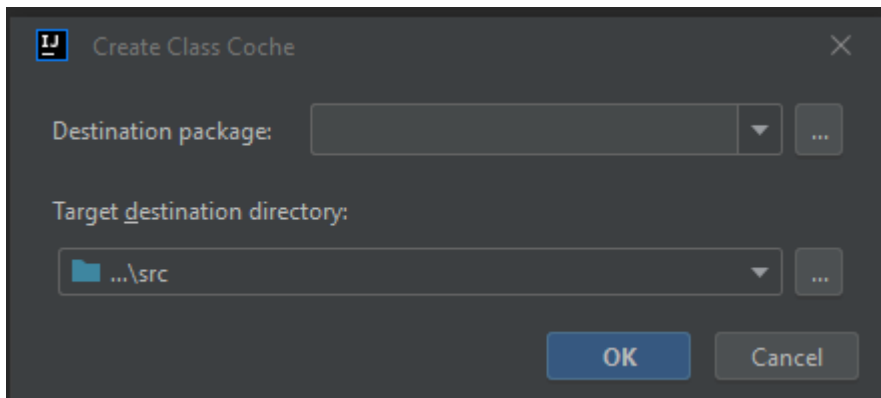 IJ
Create Class Coche
Destination package:
...
Target destination directory:
...\src
...
OK Cancel